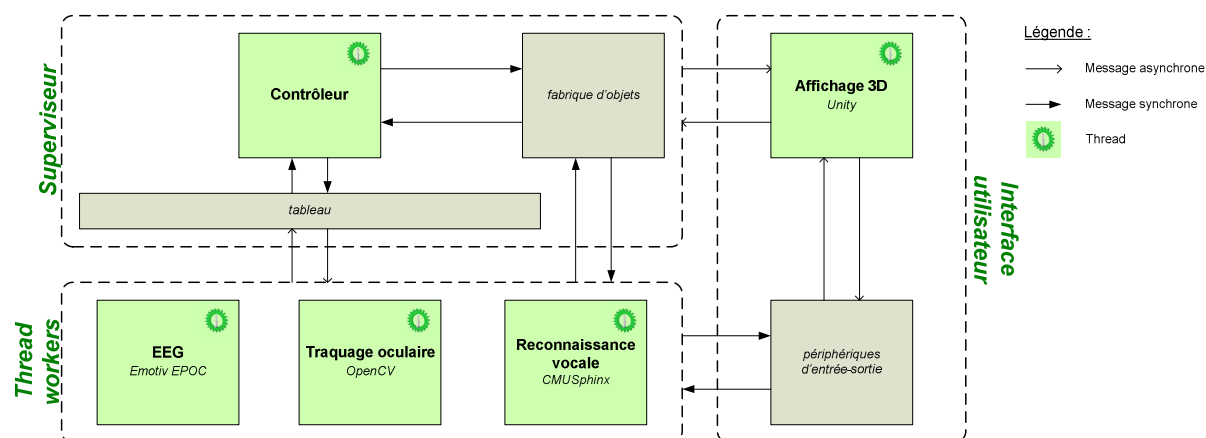 Superviseur
Contrôleur
fabrique d'objets
tableau
Affichage 3D
Unity
Interface
utilisateur
Légende :
Message asynchrone
Message synchrone
Thread
Thread
workers
EEG
Emotiv EPOC
Traquage oculaire
OpenCV
Reconnaissance
vocale
CMUSphinx
périphériques
d'entrée-sortie